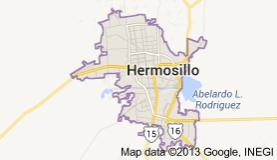 Hermosillo
Abelardo L.
Rodriguez
15
16
Map data ©2013 Google, INEGI